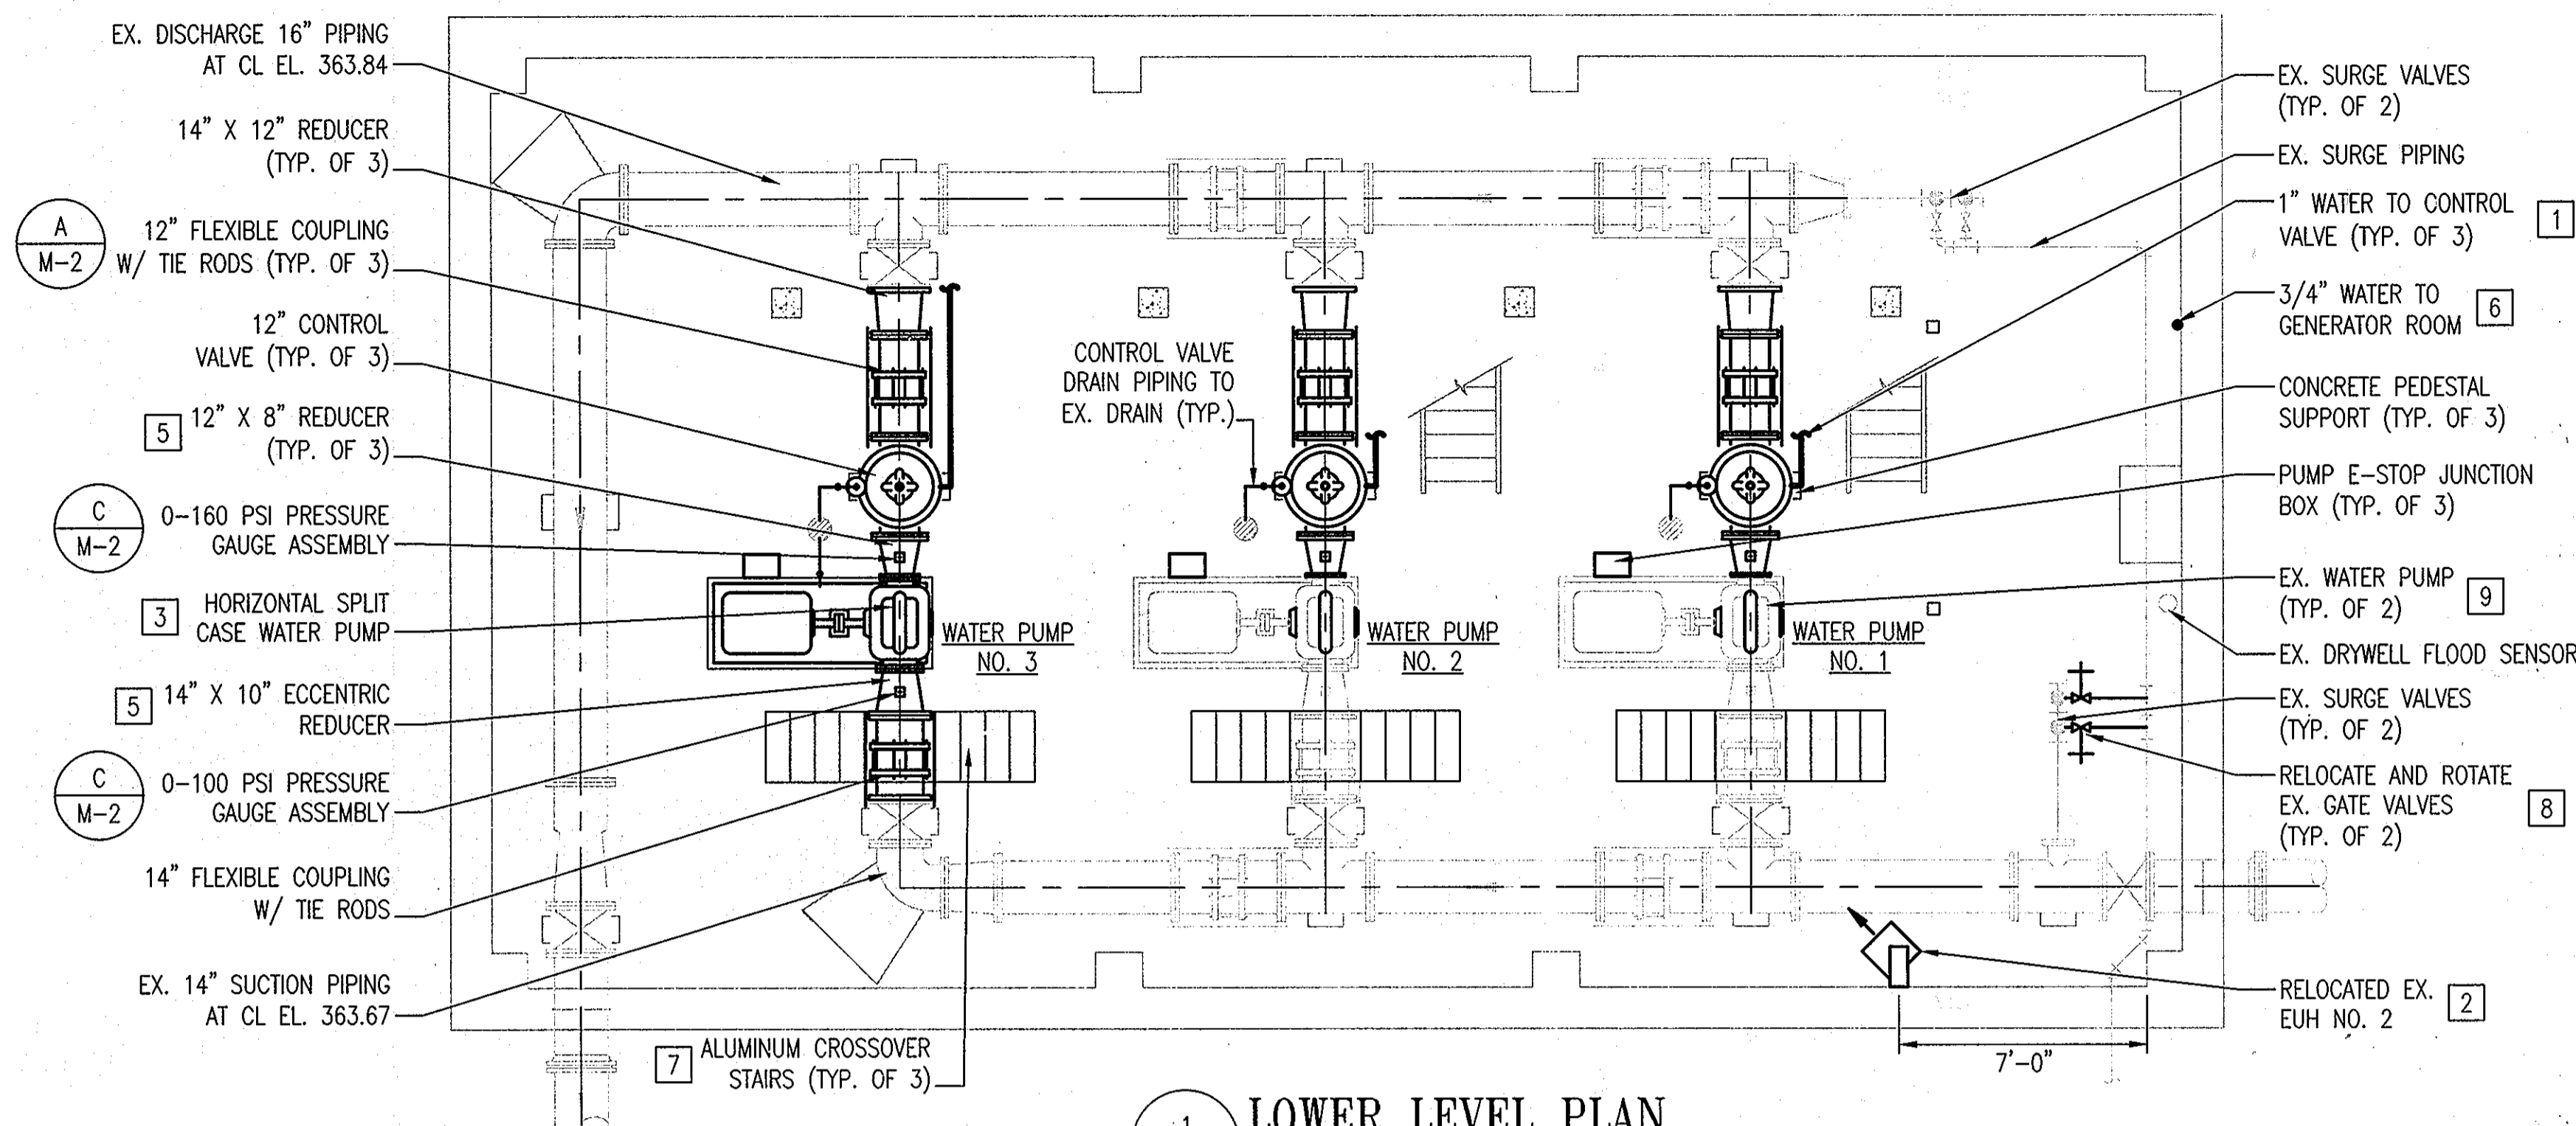 EX. DISCHARGE 16" PIPING
AT CL EL. 363.84
14" X 12" REDUCER
(TYP. OF 3)
A
M-2
12" FLEXIBLE COUPLING
W/ TIE RODS (TYP. OF 3)
12" CONTROL
VALVE (TYP. OF 3)
5
12" X 8" REDUCER
(TYP. OF 3)
C
M-2
0-160 PSI PRESSURE
GAUGE ASSEMBLY
3
HORIZONTAL SPLIT
CASE WATER PUMP
5
14" X 10" ECCENTRIC
REDUCER
C
M-2
0-100 PSI PRESSURE
GAUGE ASSEMBLY
14" FLEXIBLE COUPLING
W/ TIE RODS
EX. 14" SUCTION PIPING
AT CL EL. 363.67
7
ALUMINUM CROSSOVER
STAIRS (TYP. OF 3)
CONTROL VALVE
DRAIN PIPING TO
EX. DRAIN (TYP.)
WATER PUMP
NO. 3
WATER PUMP
NO. 2
WATER PUMP
NO. 1
EX. SURGE VALVES
(TYP. OF 2)
EX. SURGE PIPING
1" WATER TO CONTROL
VALVE (TYP. OF 3)
1
3/4" WATER TO
GENERATOR ROOM
6
CONCRETE PEDESTAL
SUPPORT (TYP. OF 3)
PUMP E-STOP JUNCTION
BOX (TYP. OF 3)
EX. WATER PUMP
(TYP. OF 2)
9
EX. DRYWELL FLOOD SENSOR
EX. SURGE VALVES
(TYP. OF 2)
RELOCATE AND ROTATE
EX. GATE VALVES
(TYP. OF 2)
8
RELOCATED EX.
EUH NO. 2
2
7'-0"
1
LOWER LEVEL PLAN